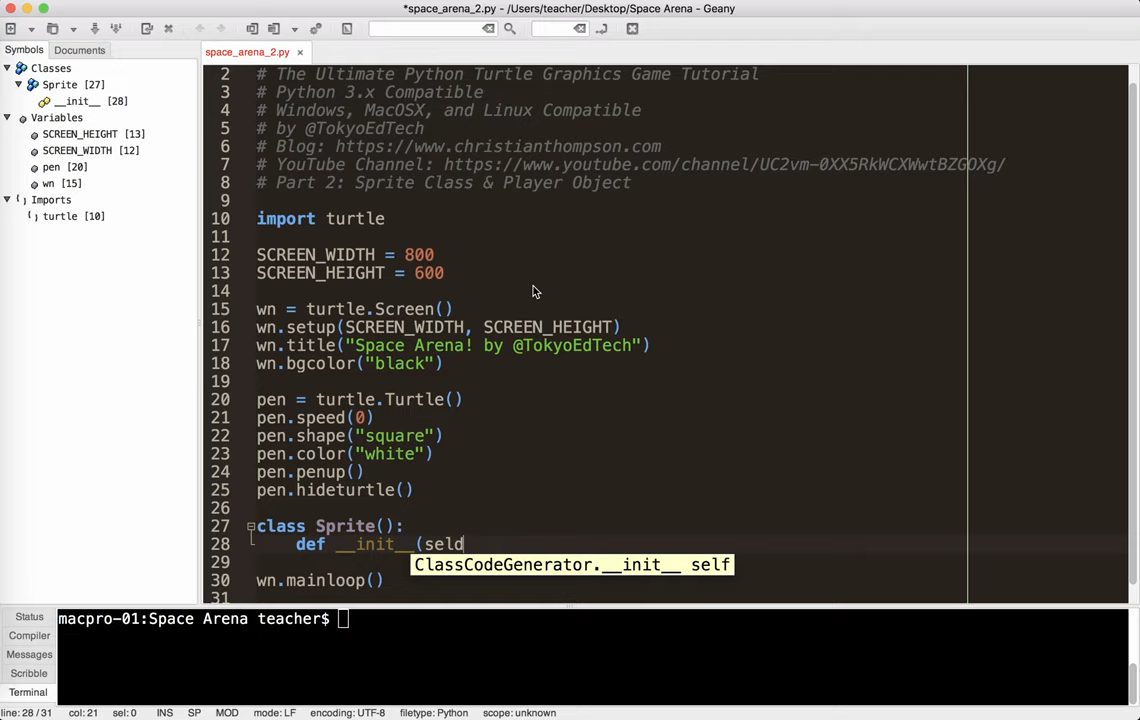 *space_arena_2.py - /Users/teacher/Desktop/Space Arena - Geany
Symbols Documents
Classes
Sprite [27]
__init__ [28]
Variables
SCREEN_HEIGHT [13]
SCREEN_WIDTH [12]
pen [20]
wn [15]
Imports
turtle [10]
space_arena_2.py ×
2 # The Ultimate Python Turtle Graphics Game Tutorial
3 # Python 3.x Compatible
4 # Windows, MacOSX, and Linux Compatible
5 # by @TokyoEdTech
6 # Blog: https://www.christianthompson.com
7 # YouTube Channel: https://www.youtube.com/channel/UC2vm-0XX5RkWCXWwtBZGOXg/
8 # Part 2: Sprite Class & Player Object
9
10 import turtle
11
12 SCREEN_WIDTH = 800
13 SCREEN_HEIGHT = 600
14
15 wn = turtle.Screen()
16 wn.setup(SCREEN_WIDTH, SCREEN_HEIGHT)
17 wn.title("Space Arena! by @TokyoEdTech")
18 wn.bgcolor("black")
19
20 pen = turtle.Turtle()
21 pen.speed(0)
22 pen.shape("square")
23 pen.color("white")
24 pen.penup()
25 pen.hideturtle()
26
27 class Sprite():
28 def __init__(seld
ClassCodeGenerator.__init__ self
29
30 wn.mainloop()
31
Status
Compiler
Messages
Scribble
Terminal
macpro-01:Space Arena teacher$
line: 28 / 31 col: 21 sel: 0 INS SP MOD mode: LF encoding: UTF-8 filetype: Python scope: unknown